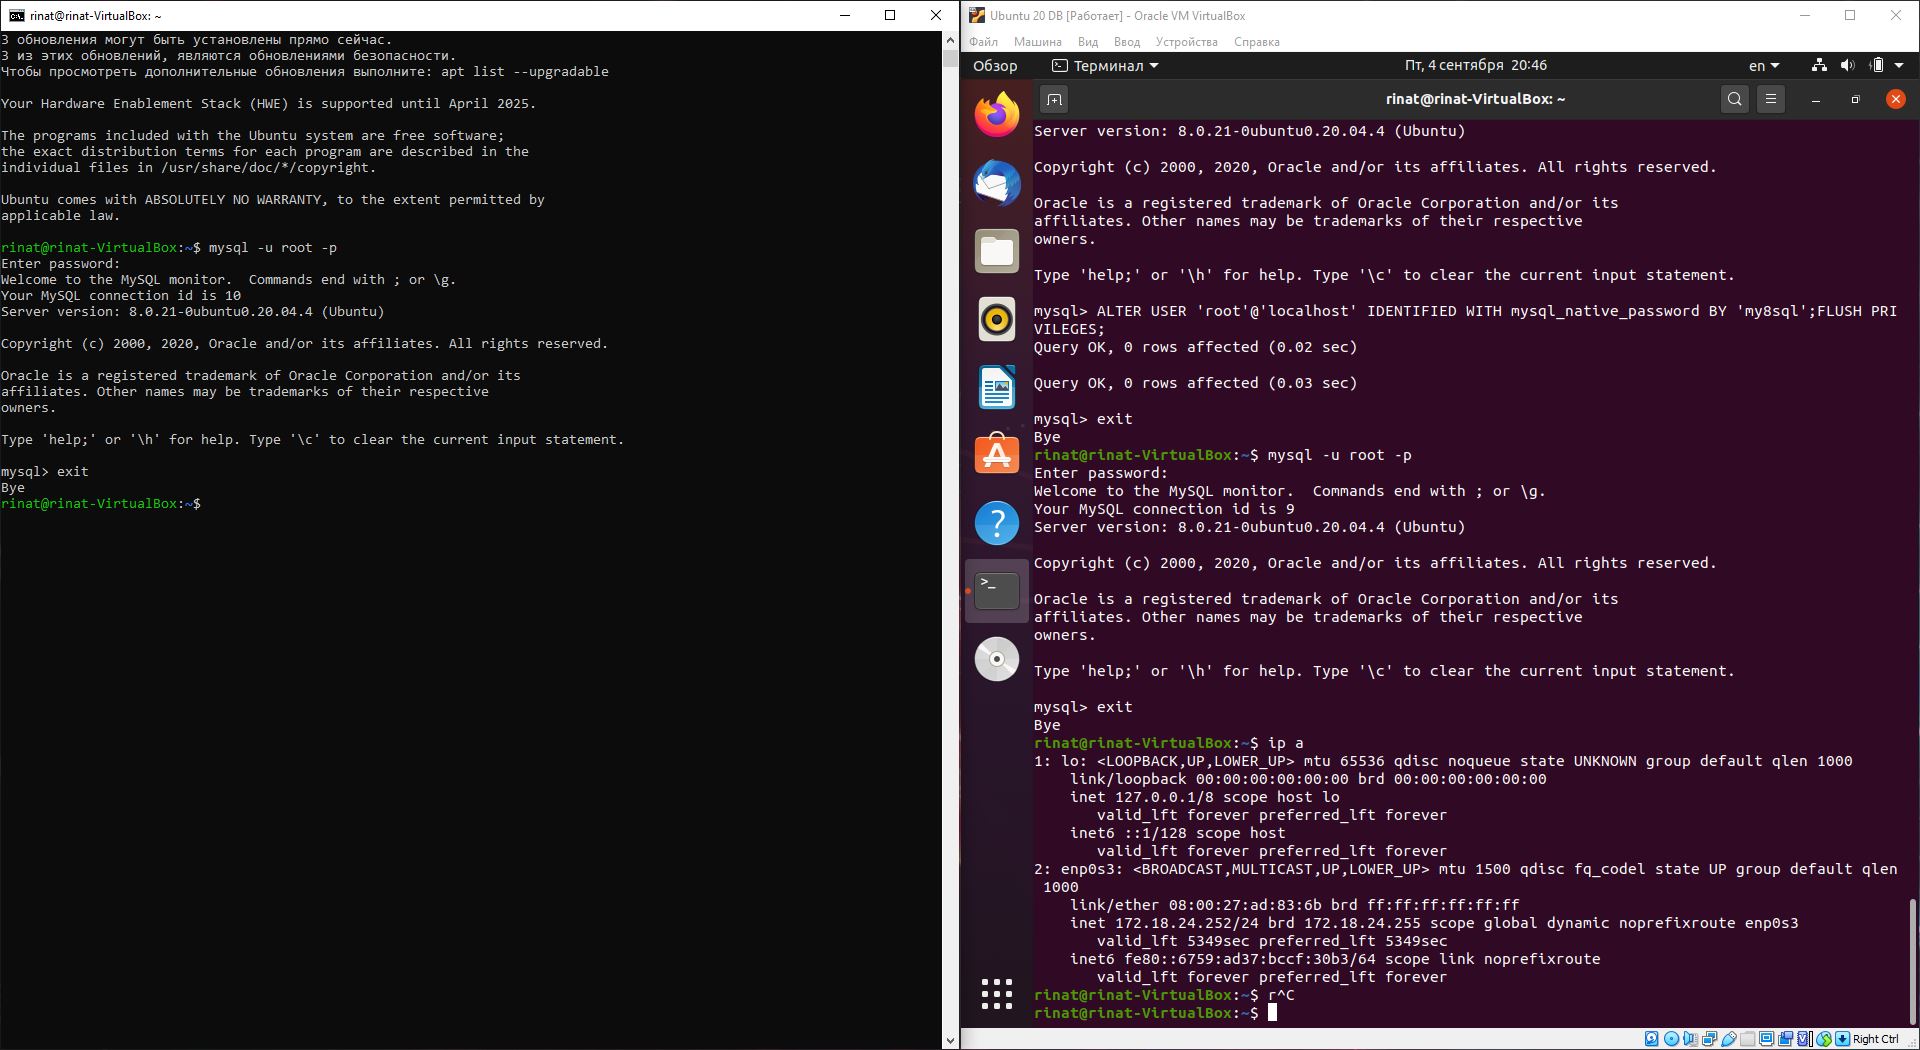 rinat@rinat-VirtualBox: ~
3 обновления могут быть установлены прямо сейчас.
3 из этих обновлений, являются обновлениями безопасности.
Чтобы просмотреть дополнительные обновления выполните: apt list --upgradable
Your Hardware Enablement Stack (HWE) is supported until April 2025.
The programs included with the Ubuntu system are free software;
the exact distribution terms for each program are described in the
individual files in /usr/share/doc/*/copyright.
Ubuntu comes with ABSOLUTELY NO WARRANTY, to the extent permitted by
applicable law.
rinat@rinat-VirtualBox:~$ mysql -u root -p
Enter password:
Welcome to the MySQL monitor.  Commands end with ; or \g.
Your MySQL connection id is 10
Server version: 8.0.21-0ubuntu0.20.04.4 (Ubuntu)
Copyright (c) 2000, 2020, Oracle and/or its affiliates. All rights reserved.
Oracle is a registered trademark of Oracle Corporation and/or its
affiliates. Other names may be trademarks of their respective
owners.
Type 'help;' or '\h' for help. Type '\c' to clear the current input statement.
mysql> exit
Bye
rinat@rinat-VirtualBox:~$
Ubuntu 20 DB [Работает] - Oracle VM VirtualBox
Файл Машина Вид Ввод Устройства Справка
Обзор Терминал Пт, 4 сентября 20:46 en
rinat@rinat-VirtualBox: ~
Server version: 8.0.21-0ubuntu0.20.04.4 (Ubuntu)
Copyright (c) 2000, 2020, Oracle and/or its affiliates. All rights reserved.
Oracle is a registered trademark of Oracle Corporation and/or its
affiliates. Other names may be trademarks of their respective
owners.
Type 'help;' or '\h' for help. Type '\c' to clear the current input statement.
mysql> ALTER USER 'root'@'localhost' IDENTIFIED WITH mysql_native_password BY 'my8sql';FLUSH PRI
VILEGES;
Query OK, 0 rows affected (0.02 sec)
Query OK, 0 rows affected (0.03 sec)
mysql> exit
Bye
rinat@rinat-VirtualBox:~$ mysql -u root -p
Enter password:
Welcome to the MySQL monitor.  Commands end with ; or \g.
Your MySQL connection id is 9
Server version: 8.0.21-0ubuntu0.20.04.4 (Ubuntu)
Copyright (c) 2000, 2020, Oracle and/or its affiliates. All rights reserved.
Oracle is a registered trademark of Oracle Corporation and/or its
affiliates. Other names may be trademarks of their respective
owners.
Type 'help;' or '\h' for help. Type '\c' to clear the current input statement.
mysql> exit
Bye
rinat@rinat-VirtualBox:~$ ip a
1: lo: <LOOPBACK,UP,LOWER_UP> mtu 65536 qdisc noqueue state UNKNOWN group default qlen 1000
link/loopback 00:00:00:00:00:00 brd 00:00:00:00:00:00
inet 127.0.0.1/8 scope host lo
valid_lft forever preferred_lft forever
inet6 ::1/128 scope host
valid_lft forever preferred_lft forever
2: enp0s3: <BROADCAST,MULTICAST,UP,LOWER_UP> mtu 1500 qdisc fq_codel state UP group default qlen
1000
link/ether 08:00:27:ad:83:6b brd ff:ff:ff:ff:ff:ff
inet 172.18.24.252/24 brd 172.18.24.255 scope global dynamic noprefixroute enp0s3
valid_lft 5349sec preferred_lft 5349sec
inet6 fe80::6759:ad37:bccf:30b3/64 scope link noprefixroute
valid_lft forever preferred_lft forever
rinat@rinat-VirtualBox:~$ r^C
rinat@rinat-VirtualBox:~$
Right Ctrl